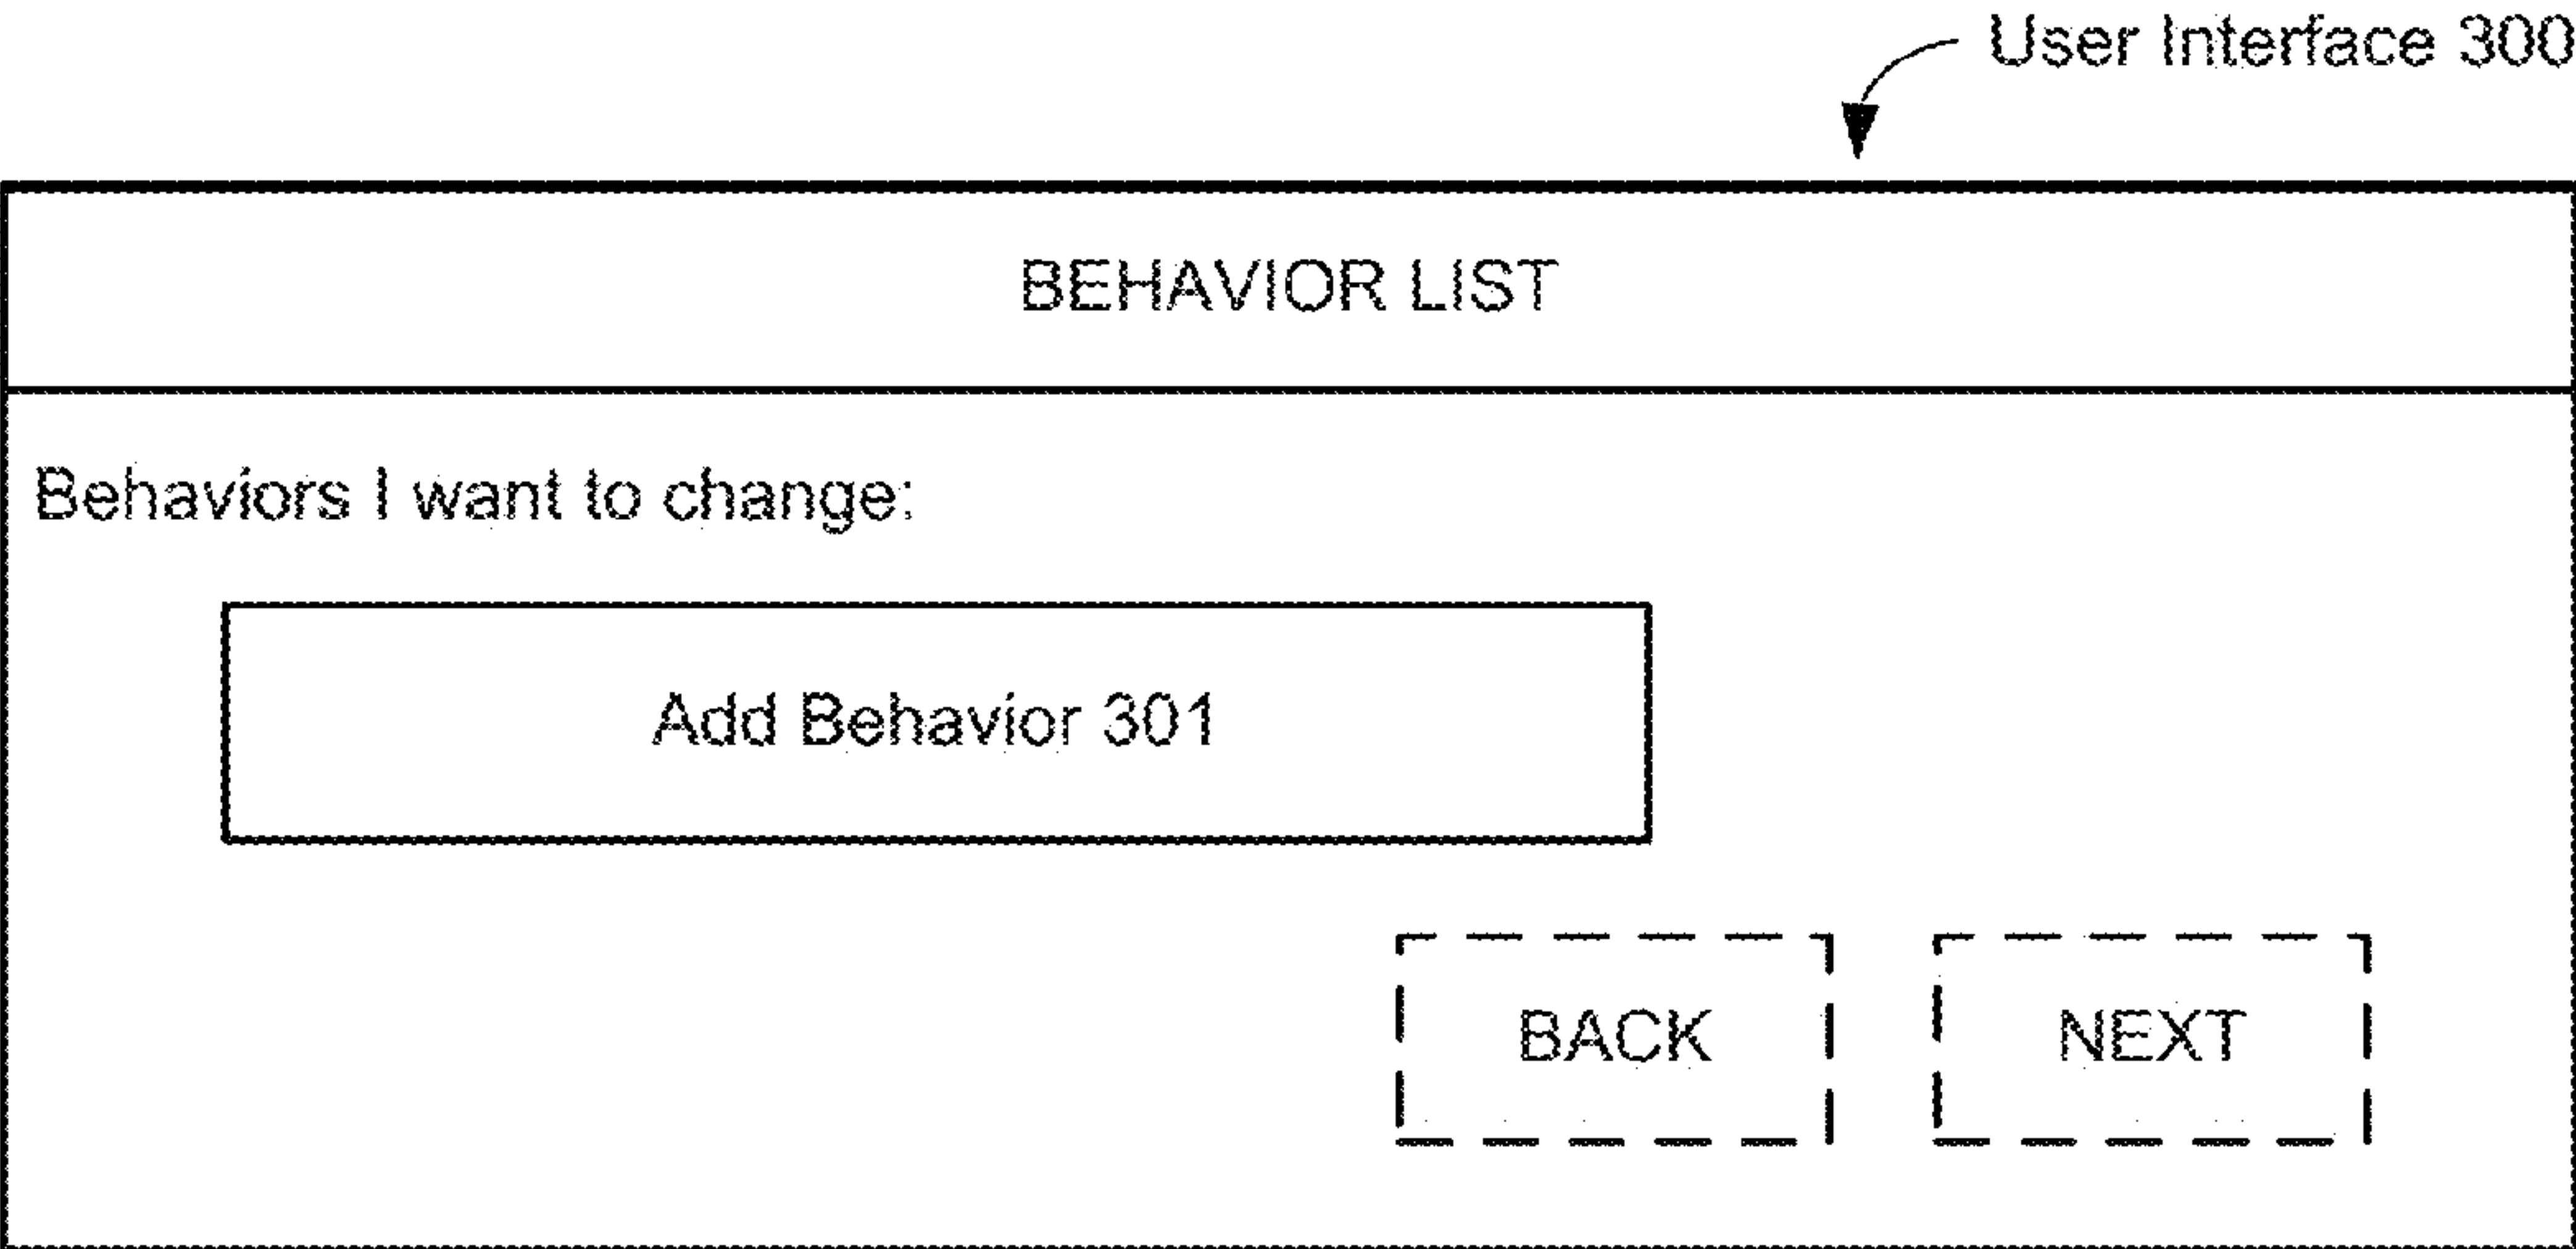 User Interface 300
BEHAVIOR LIST
Behaviors I want to change:
Add Behavior 301
BACK NEXT